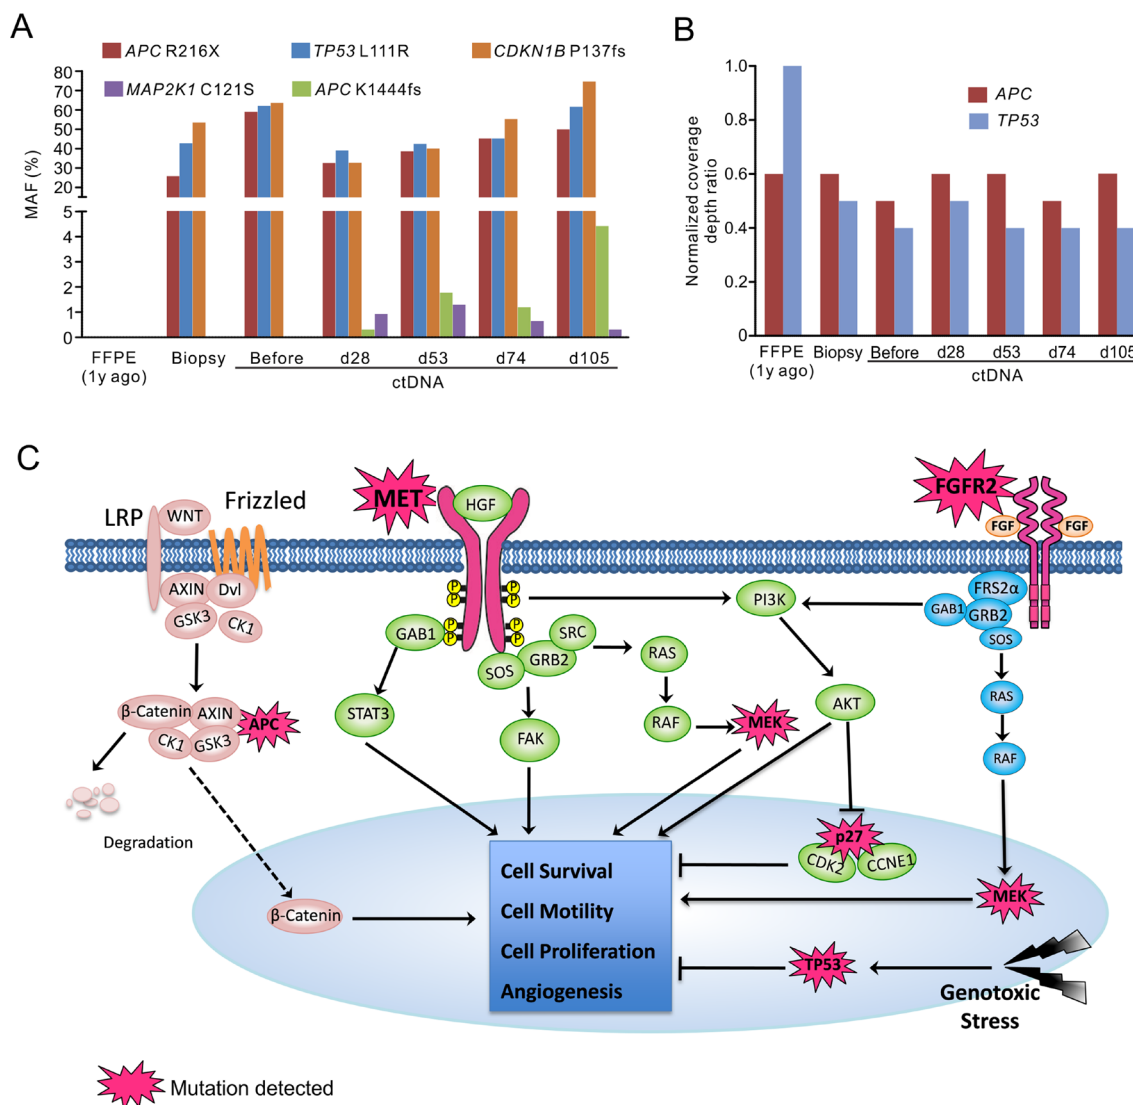 A
APC R216X
TP53 L111R
CDKN1B P137fs
MAP2K1 C121S
APC K1444fs
MAF (%)
80
70
60
50
40
30
20
5
4
3
2
1
0
FFPE
(1y ago)
Biopsy
Before
d28
d53
d74
d105
ctDNA
B
APC
TP53
Normalized coverage
depth ratio
1.0
0.8
0.6
0.4
0.2
0
FFPE
(1y ago)
Biopsy
Before
d28
d53
d74
d105
ctDNA
C
LRP
WNT
Frizzled
AXIN
Dvl
GSK3
CK1
β-Catenin
AXIN
APC
CK1
GSK3
Degradation
β-Catenin
MET
HGF
P
P
P
P
P
P
P
P
GAB1
STAT3
SOS
GRB2
SRC
FAK
RAS
RAF
MEK
PI3K
AKT
p27
CDK2
CCNE1
FGFR2
FGF
FGF
FRS2α
GAB1
GRB2
SOS
RAS
RAF
MEK
TP53
Genotoxic
Stress
Cell Survival
Cell Motility
Cell Proliferation
Angiogenesis
Mutation detected